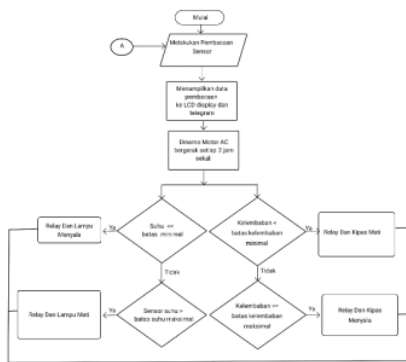 Mulai
A
Melakukan Pembacaan
Sensor
Menampilkan data
pembacaan
ke LCD display dan
telegram
Dinamo Motor AC
bergerak setiap 3 jam
sekali
Relay Dan Lampu
Menyala
Ya
Suhu <=
batas minimal
Kelembaban <
batas kelembaban
minimal
Ya
Relay Dan Kipas Mati
Tidak
Tidak
Relay Dan Lampu Mati
Ya
Sensor suhu >
batas suhu maksimal
Kelembaban >=
batas kelembaban
maksimal
Ya
Relay Dan Kipas
Menyala